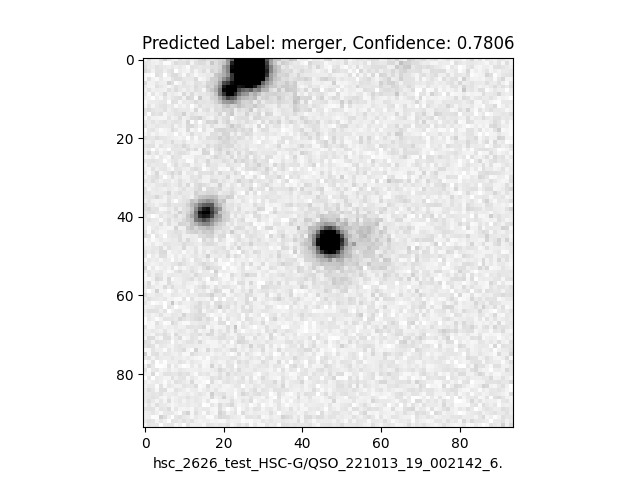 Predicted Label: merger, Confidence: 0.7806
0
20
40
60
80
0 20 40 60 80
hsc_2626_test_HSC-G/QSO_221013_19_002142_6.